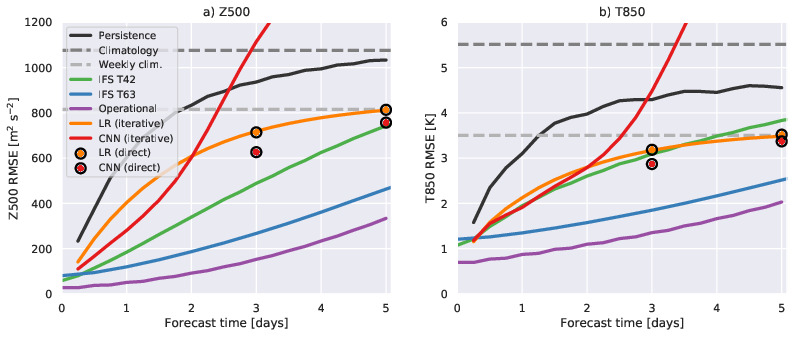 a) Z500
1200
1000
800
600
400
200
0
Z500 RMSE [m² s⁻²]
0
1
2
3
4
5
Forecast time [days]
Persistence
Climatology
Weekly clim.
IFS T42
IFS T63
Operational
LR (iterative)
CNN (iterative)
LR (direct)
CNN (direct)
b) T850
6
5
4
3
2
1
0
T850 RMSE [K]
0
1
2
3
4
5
Forecast time [days]